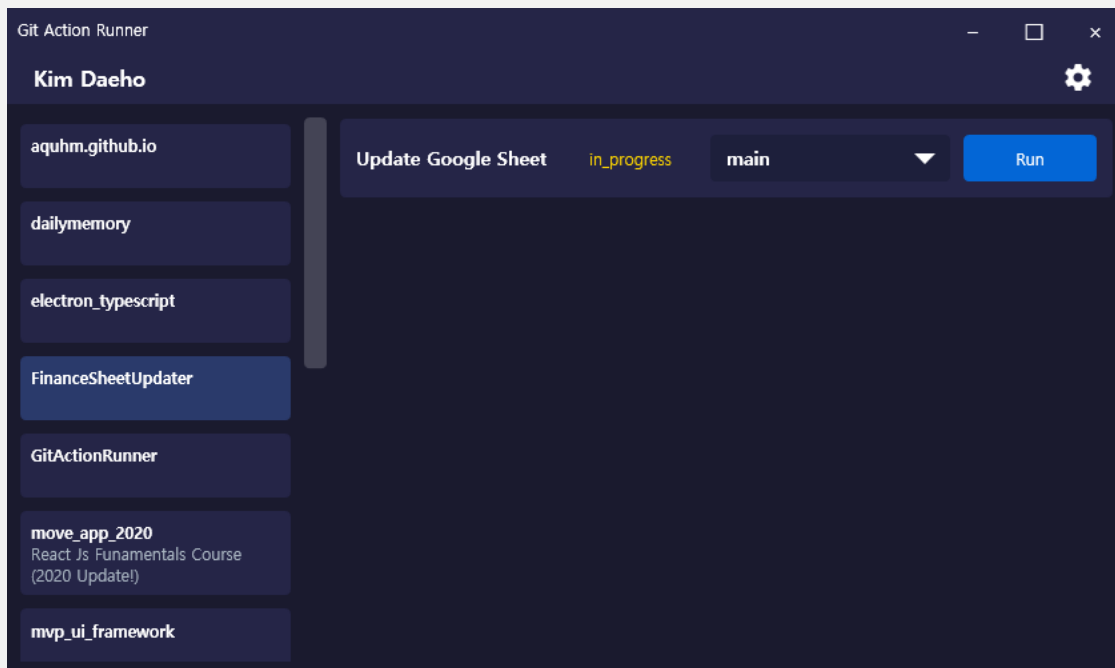 Git Action Runner
Kim Daeho
aquhm.github.io
dailymemory
electron_typescript
FinanceSheetUpdater
GitActionRunner
move_app_2020
React Js Funamentals Course
(2020 Update!)
mvp_ui_framework
Update Google Sheet in_progress main Run